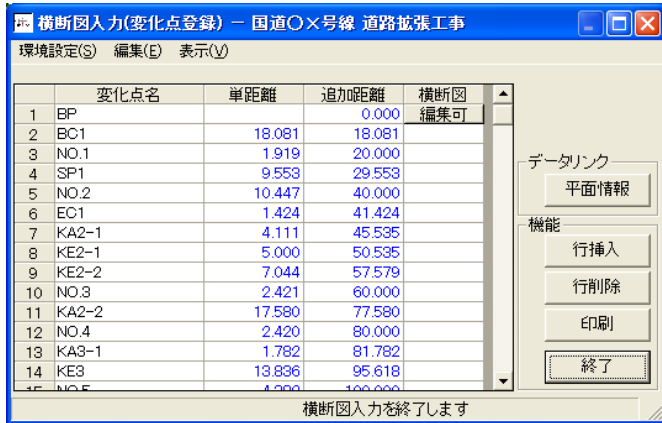 横断図入力(変化点登録) － 国道〇×号線 道路拡張工事
環境設定(S) 編集(E) 表示(V)
変化点名 単距離 追加距離 横断図
1 BP 0.000 編集可
2 BC1 18.081 18.081
3 NO.1 1.919 20.000
4 SP1 9.553 29.553
5 NO.2 10.447 40.000
6 EC1 1.424 41.424
7 KA2-1 4.111 45.535
8 KE2-1 5.000 50.535
9 KE2-2 7.044 57.579
10 NO.3 2.421 60.000
11 KA2-2 17.580 77.580
12 NO.4 2.420 80.000
13 KA3-1 1.782 81.782
14 KE3 13.836 95.618
データリンク
平面情報
機能
行挿入
行削除
印刷
終了
横断図入力を終了します